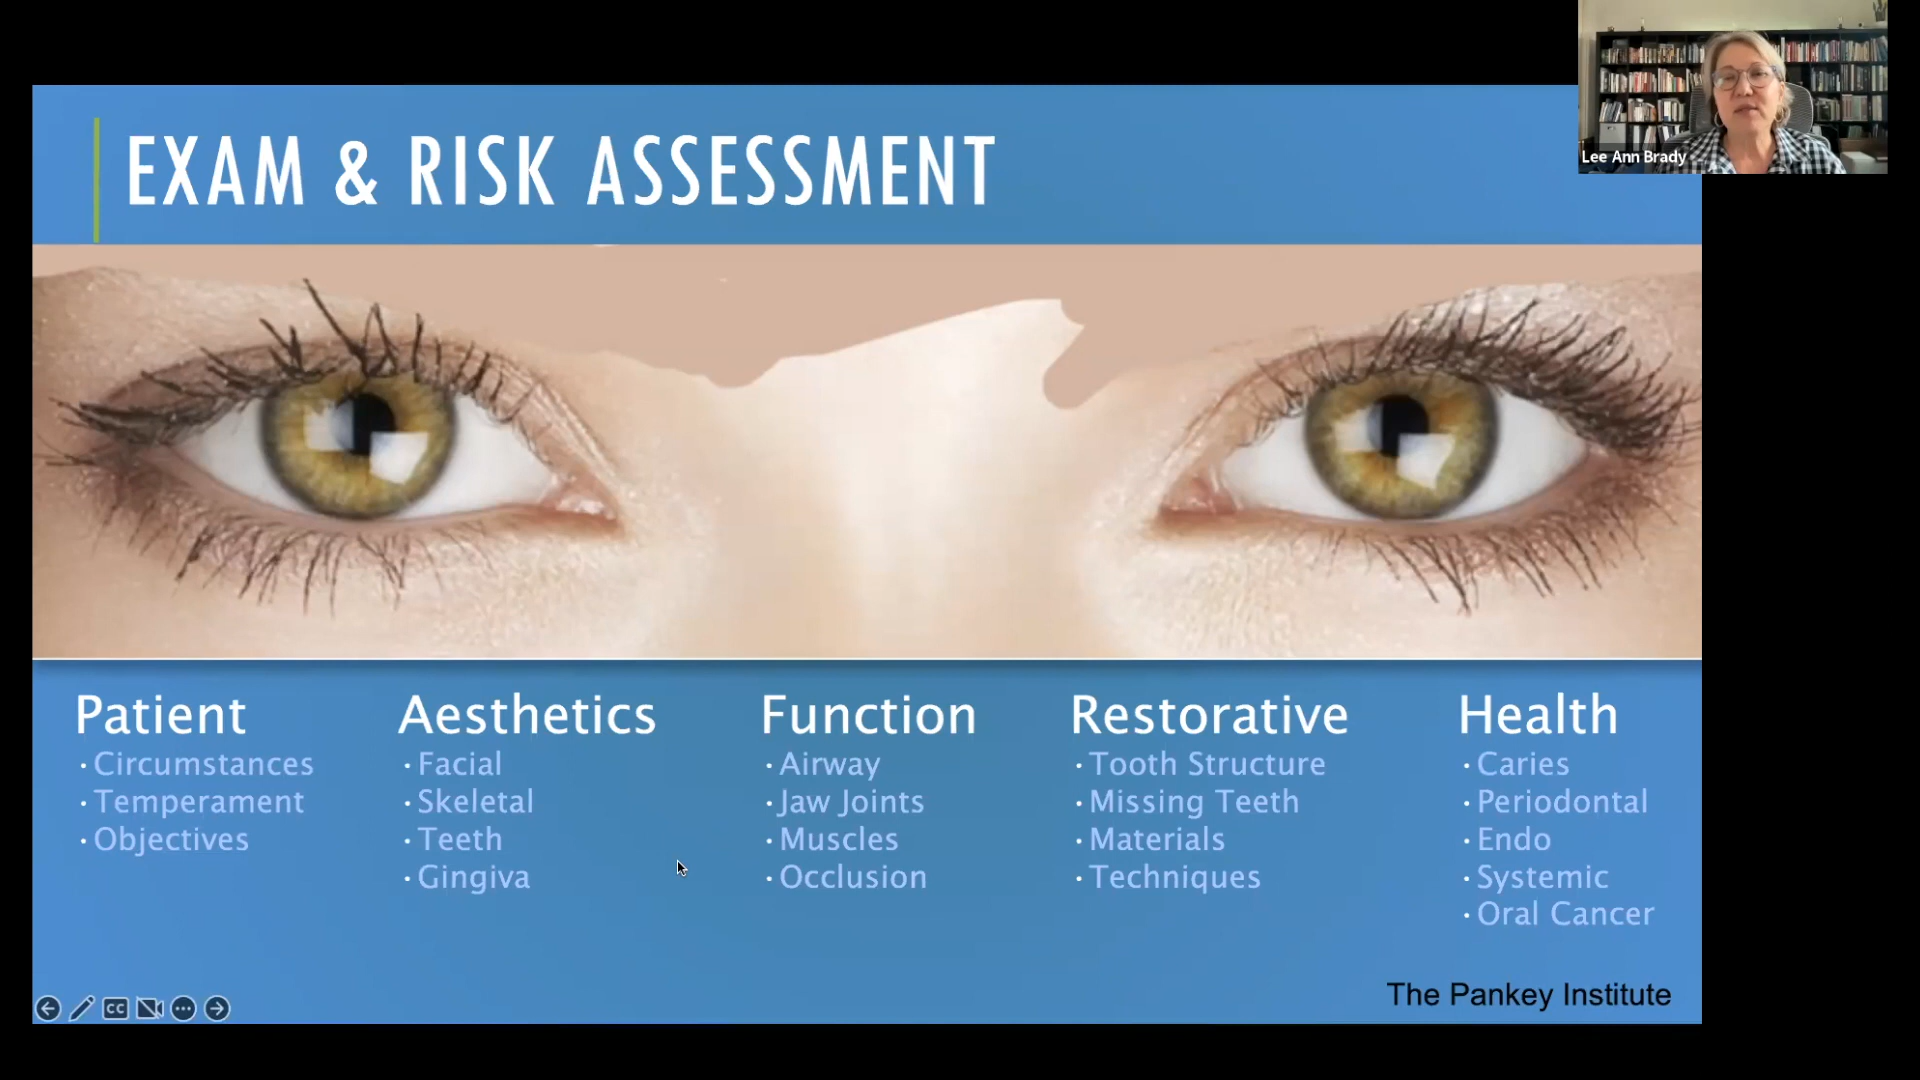 Lee Ann Brady
EXAM & RISK ASSESSMENT
Patient
· Circumstances
· Temperament
· Objectives
Aesthetics
· Facial
· Skeletal
· Teeth
· Gingiva
Function
· Airway
· Jaw Joints
· Muscles
· Occlusion
Restorative
· Tooth Structure
· Missing Teeth
· Materials
· Techniques
Health
· Caries
· Periodontal
· Endo
· Systemic
· Oral Cancer
The Pankey Institute
CC